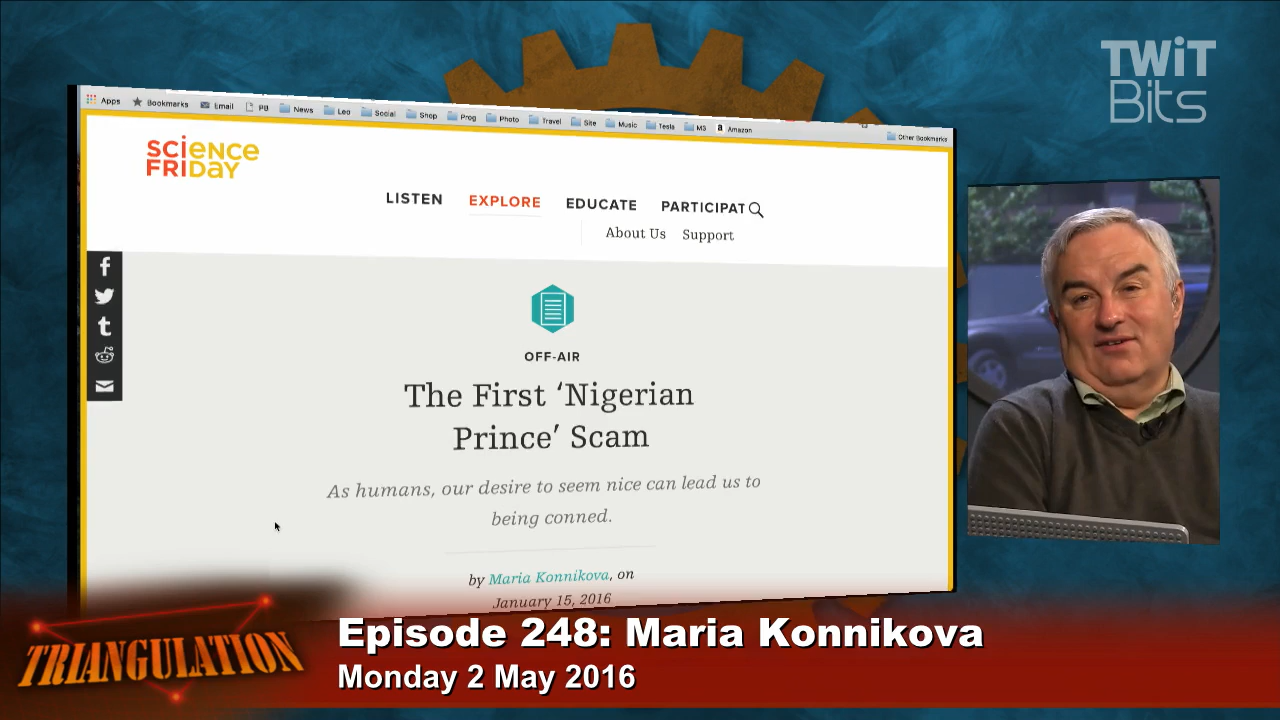 TWiT
Bits
Apps Bookmarks Email PB News Leo Social Shop Prog Photo Travel Site Music Tesla M3 Amazon Other Bookmarks
SCIENCE
FRIDAY
LISTEN EXPLORE EDUCATE PARTICIPAT
About Us Support
OFF-AIR
The First ‘Nigerian
Prince’ Scam
As humans, our desire to seem nice can lead us to
being conned.
by Maria Konnikova, on
January 15, 2016
TRIANGULATION
Episode 248: Maria Konnikova
Monday 2 May 2016